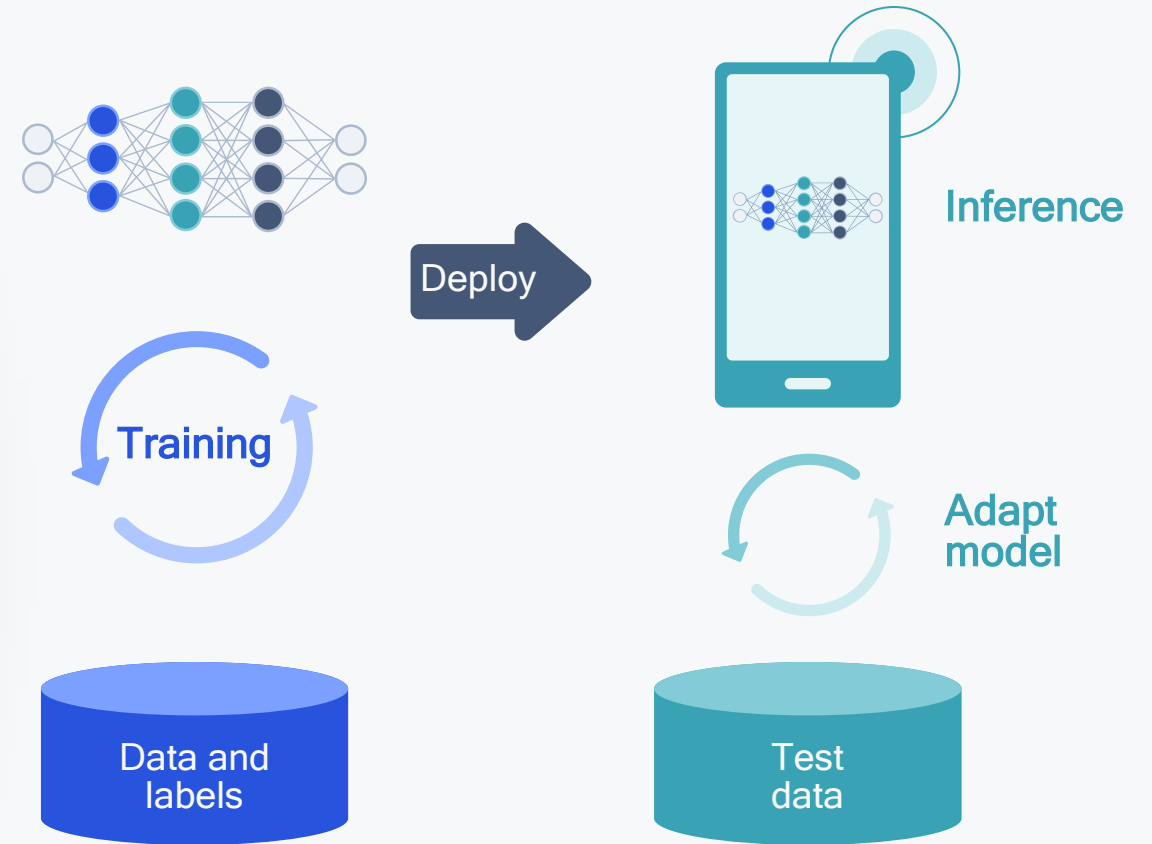 Deploy
Training
Data and
labels
Inference
Adapt
model
Test
data